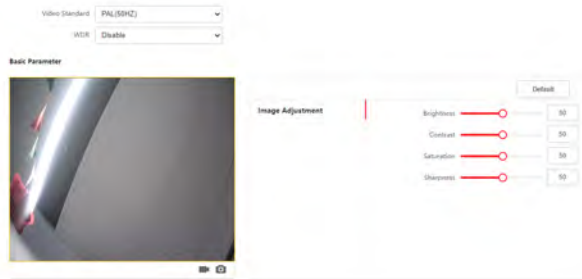 Video Standard PAL(50HZ)
WDR Disable
Basic Parameter
Default
Image Adjustment
Brightness 50
Contrast 50
Saturation 50
Sharpness 50